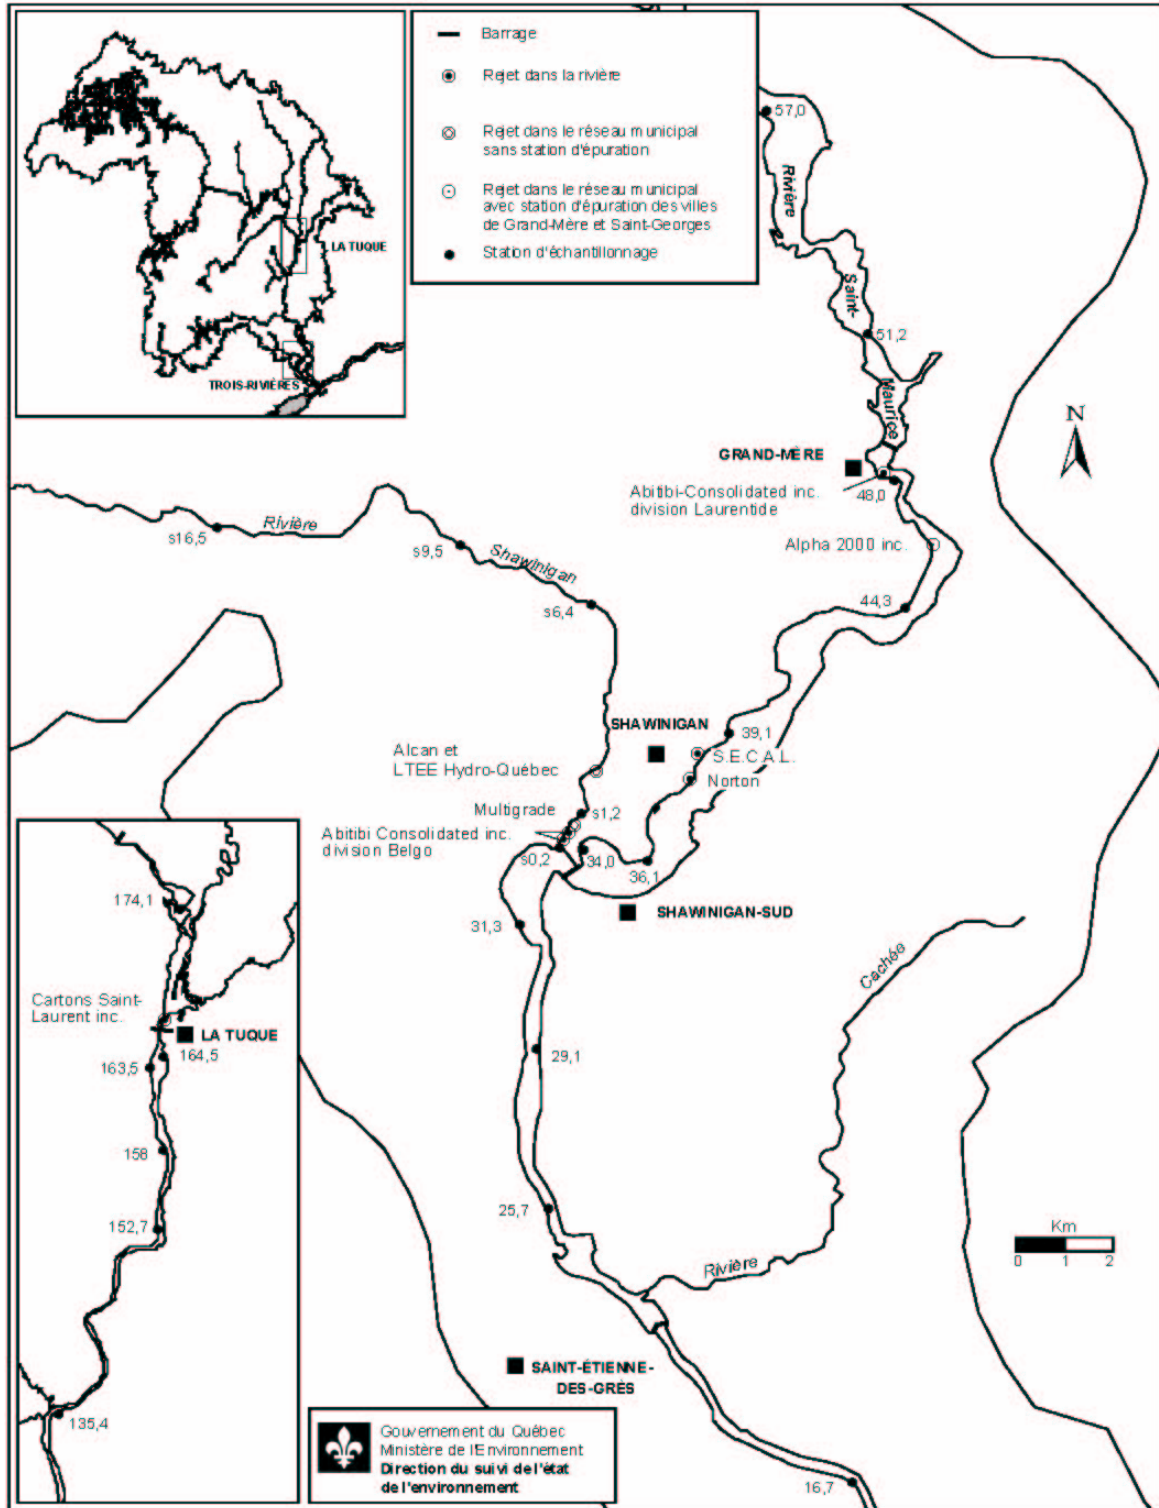 Barrage
Rejet dans la rivière
Rejet dans le réseau municipal
sans station d'épuration
Rejet dans le réseau municipal
avec station d'épuration des villes
de Grand-Mère et Saint-Georges
Station d'échantillonnage
LA TUQUE
TROIS-RIVIÈRES
57,0
Rivière
Saint-
51,2
Maurice
N
GRAND-MÈRE
Abitibi-Consolidated inc.
division Laurentide
48,0
Alpha 2000 inc.
44,3
Rivière
s16,5
s9,5
Shawinigan
s6,4
SHAWINIGAN
39,1
S.E.C.A.L.
Norton
Alcan et
LTEE Hydro-Québec
Multigrade
s1,2
Abitibi Consolidated inc.
division Belgo
s0,2
34,0
36,1
SHAWINIGAN-SUD
31,3
Cachée
29,1
25,7
Rivière
Km
0 1 2
174,1
Cartons Saint-
Laurent inc.
LA TUQUE
164,5
163,5
158
152,7
135,4
SAINT-ÉTIENNE-
DES-GRÈS
Gouvernement du Québec
Ministère de l'Environnement
Direction du suivi de l'état
de l'environnement
16,7